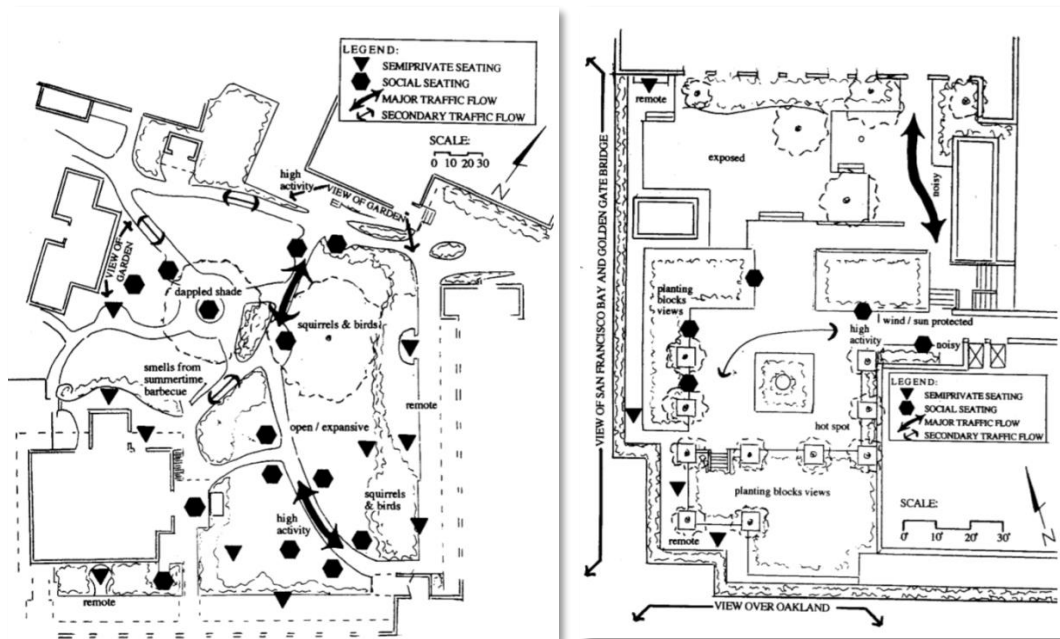 LEGEND:
SEMIPRIVATE SEATING
SOCIAL SEATING
MAJOR TRAFFIC FLOW
SECONDARY TRAFFIC FLOW
SCALE:
0 10 20 30
N
high
activity
VIEW OF GARDEN
VIEW OF
GARDEN
dappled shade
squirrels & birds
smells from
summertime
barbecue
remote
open / expansive
squirrels
& birds
high
activity
remote
VIEW OF SAN FRANCISCO BAY AND GOLDEN GATE BRIDGE
remote
exposed
noisy
planting
blocks
views
wind / sun protected
high
activity
noisy
LEGEND:
SEMIPRIVATE SEATING
SOCIAL SEATING
MAJOR TRAFFIC FLOW
SECONDARY TRAFFIC FLOW
hot spot
planting blocks views
SCALE:
0' 10' 20' 30'
N
remote
VIEW OVER OAKLAND